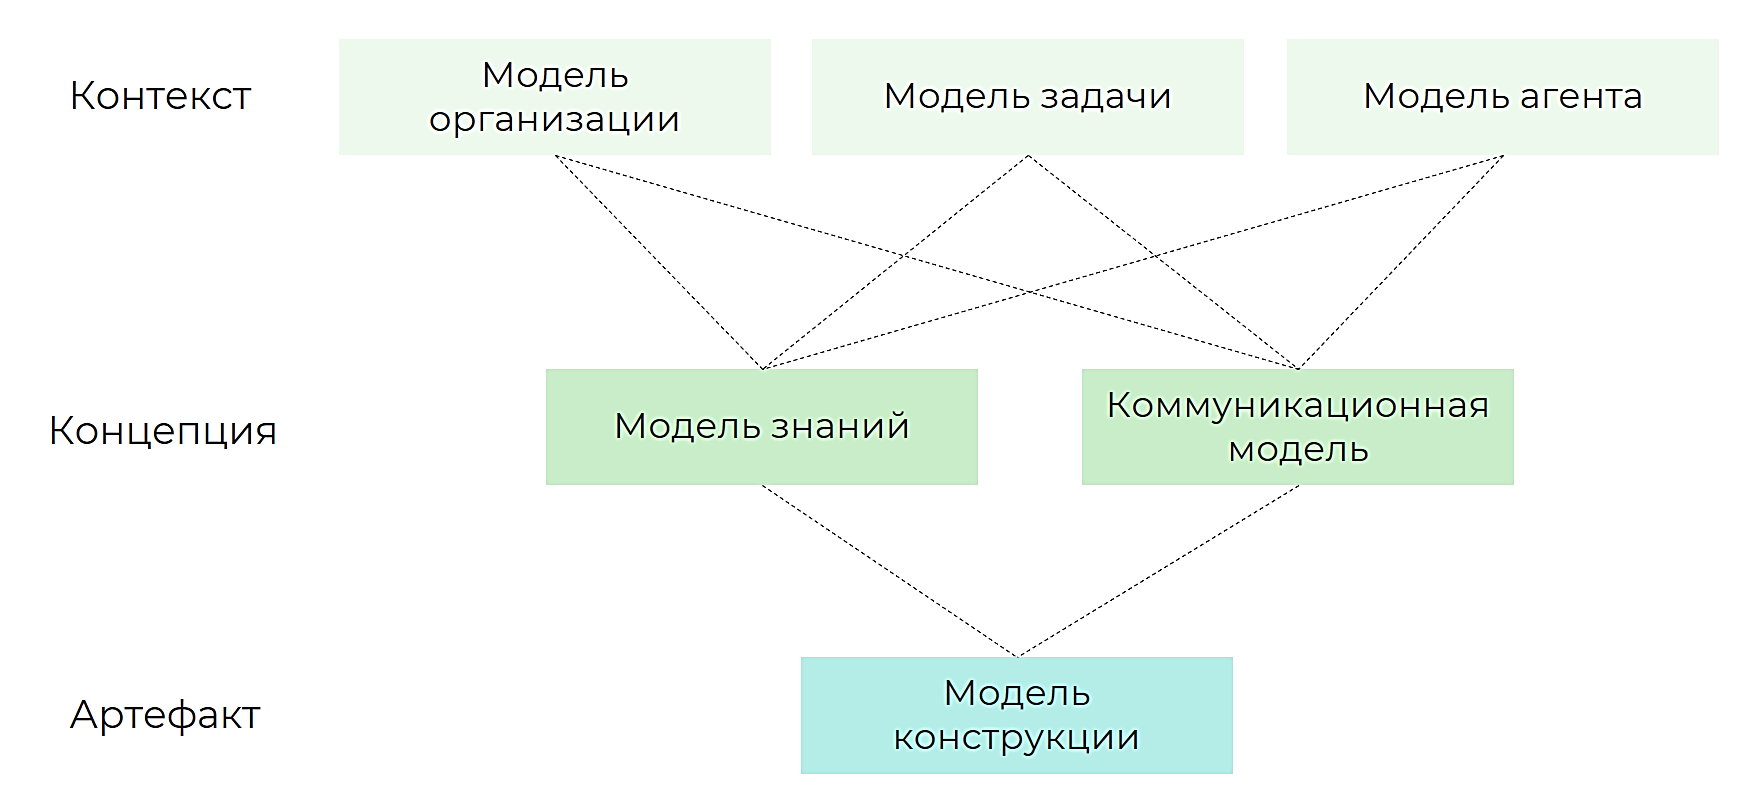 Контекст
Модель
организации
Модель задачи
Модель агента
Концепция
Модель знаний
Коммуникационная
модель
Артефакт
Модель
конструкции